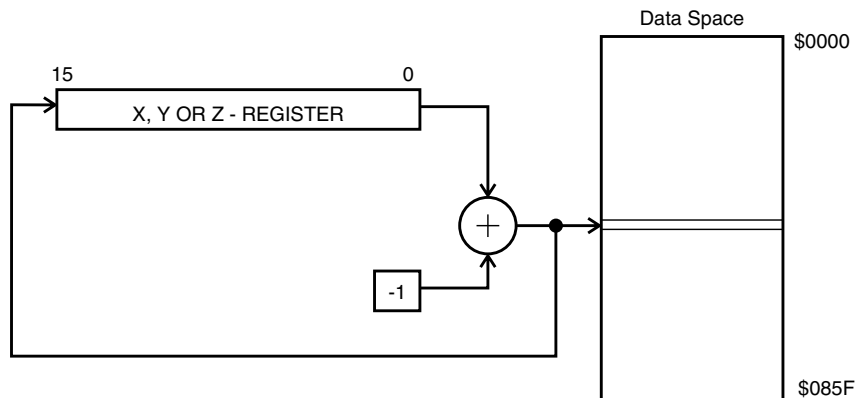 Data Space
$0000
15
0
X, Y OR Z - REGISTER
+
-1
$085F